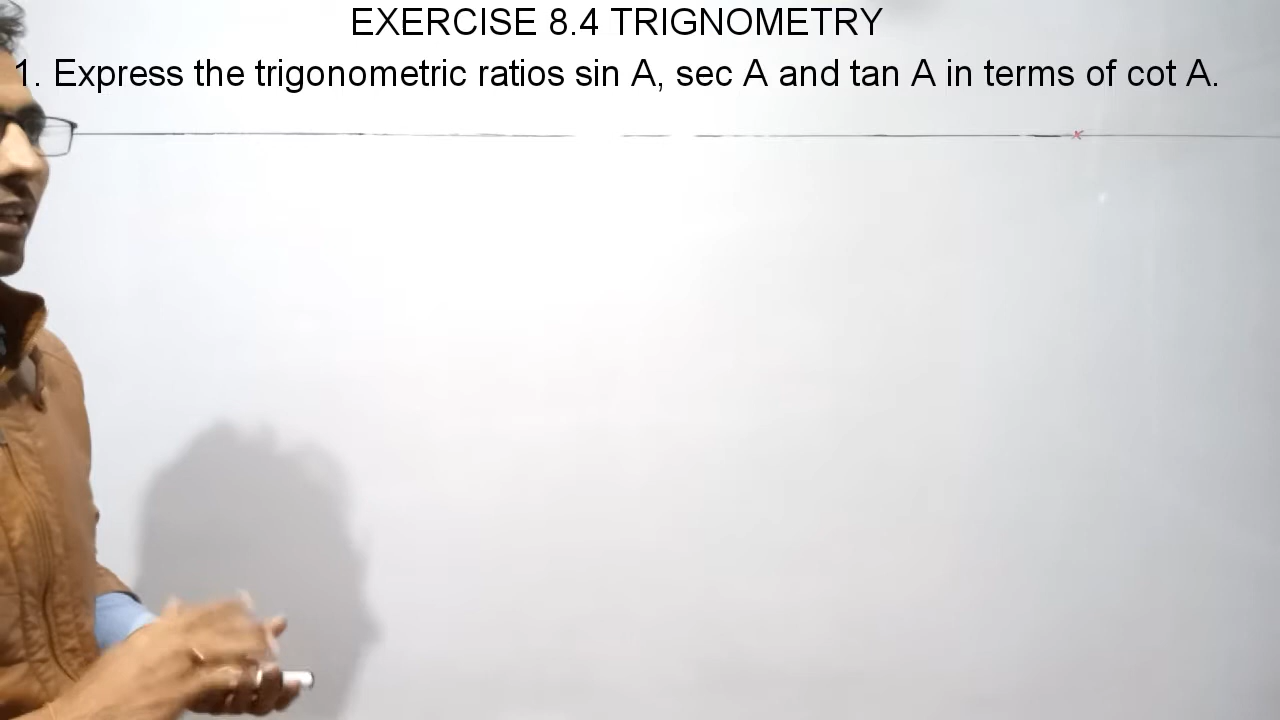 EXERCISE 8.4 TRIGNOMETRY
1. Express the trigonometric ratios sin A, sec A and tan A in terms of cot A.